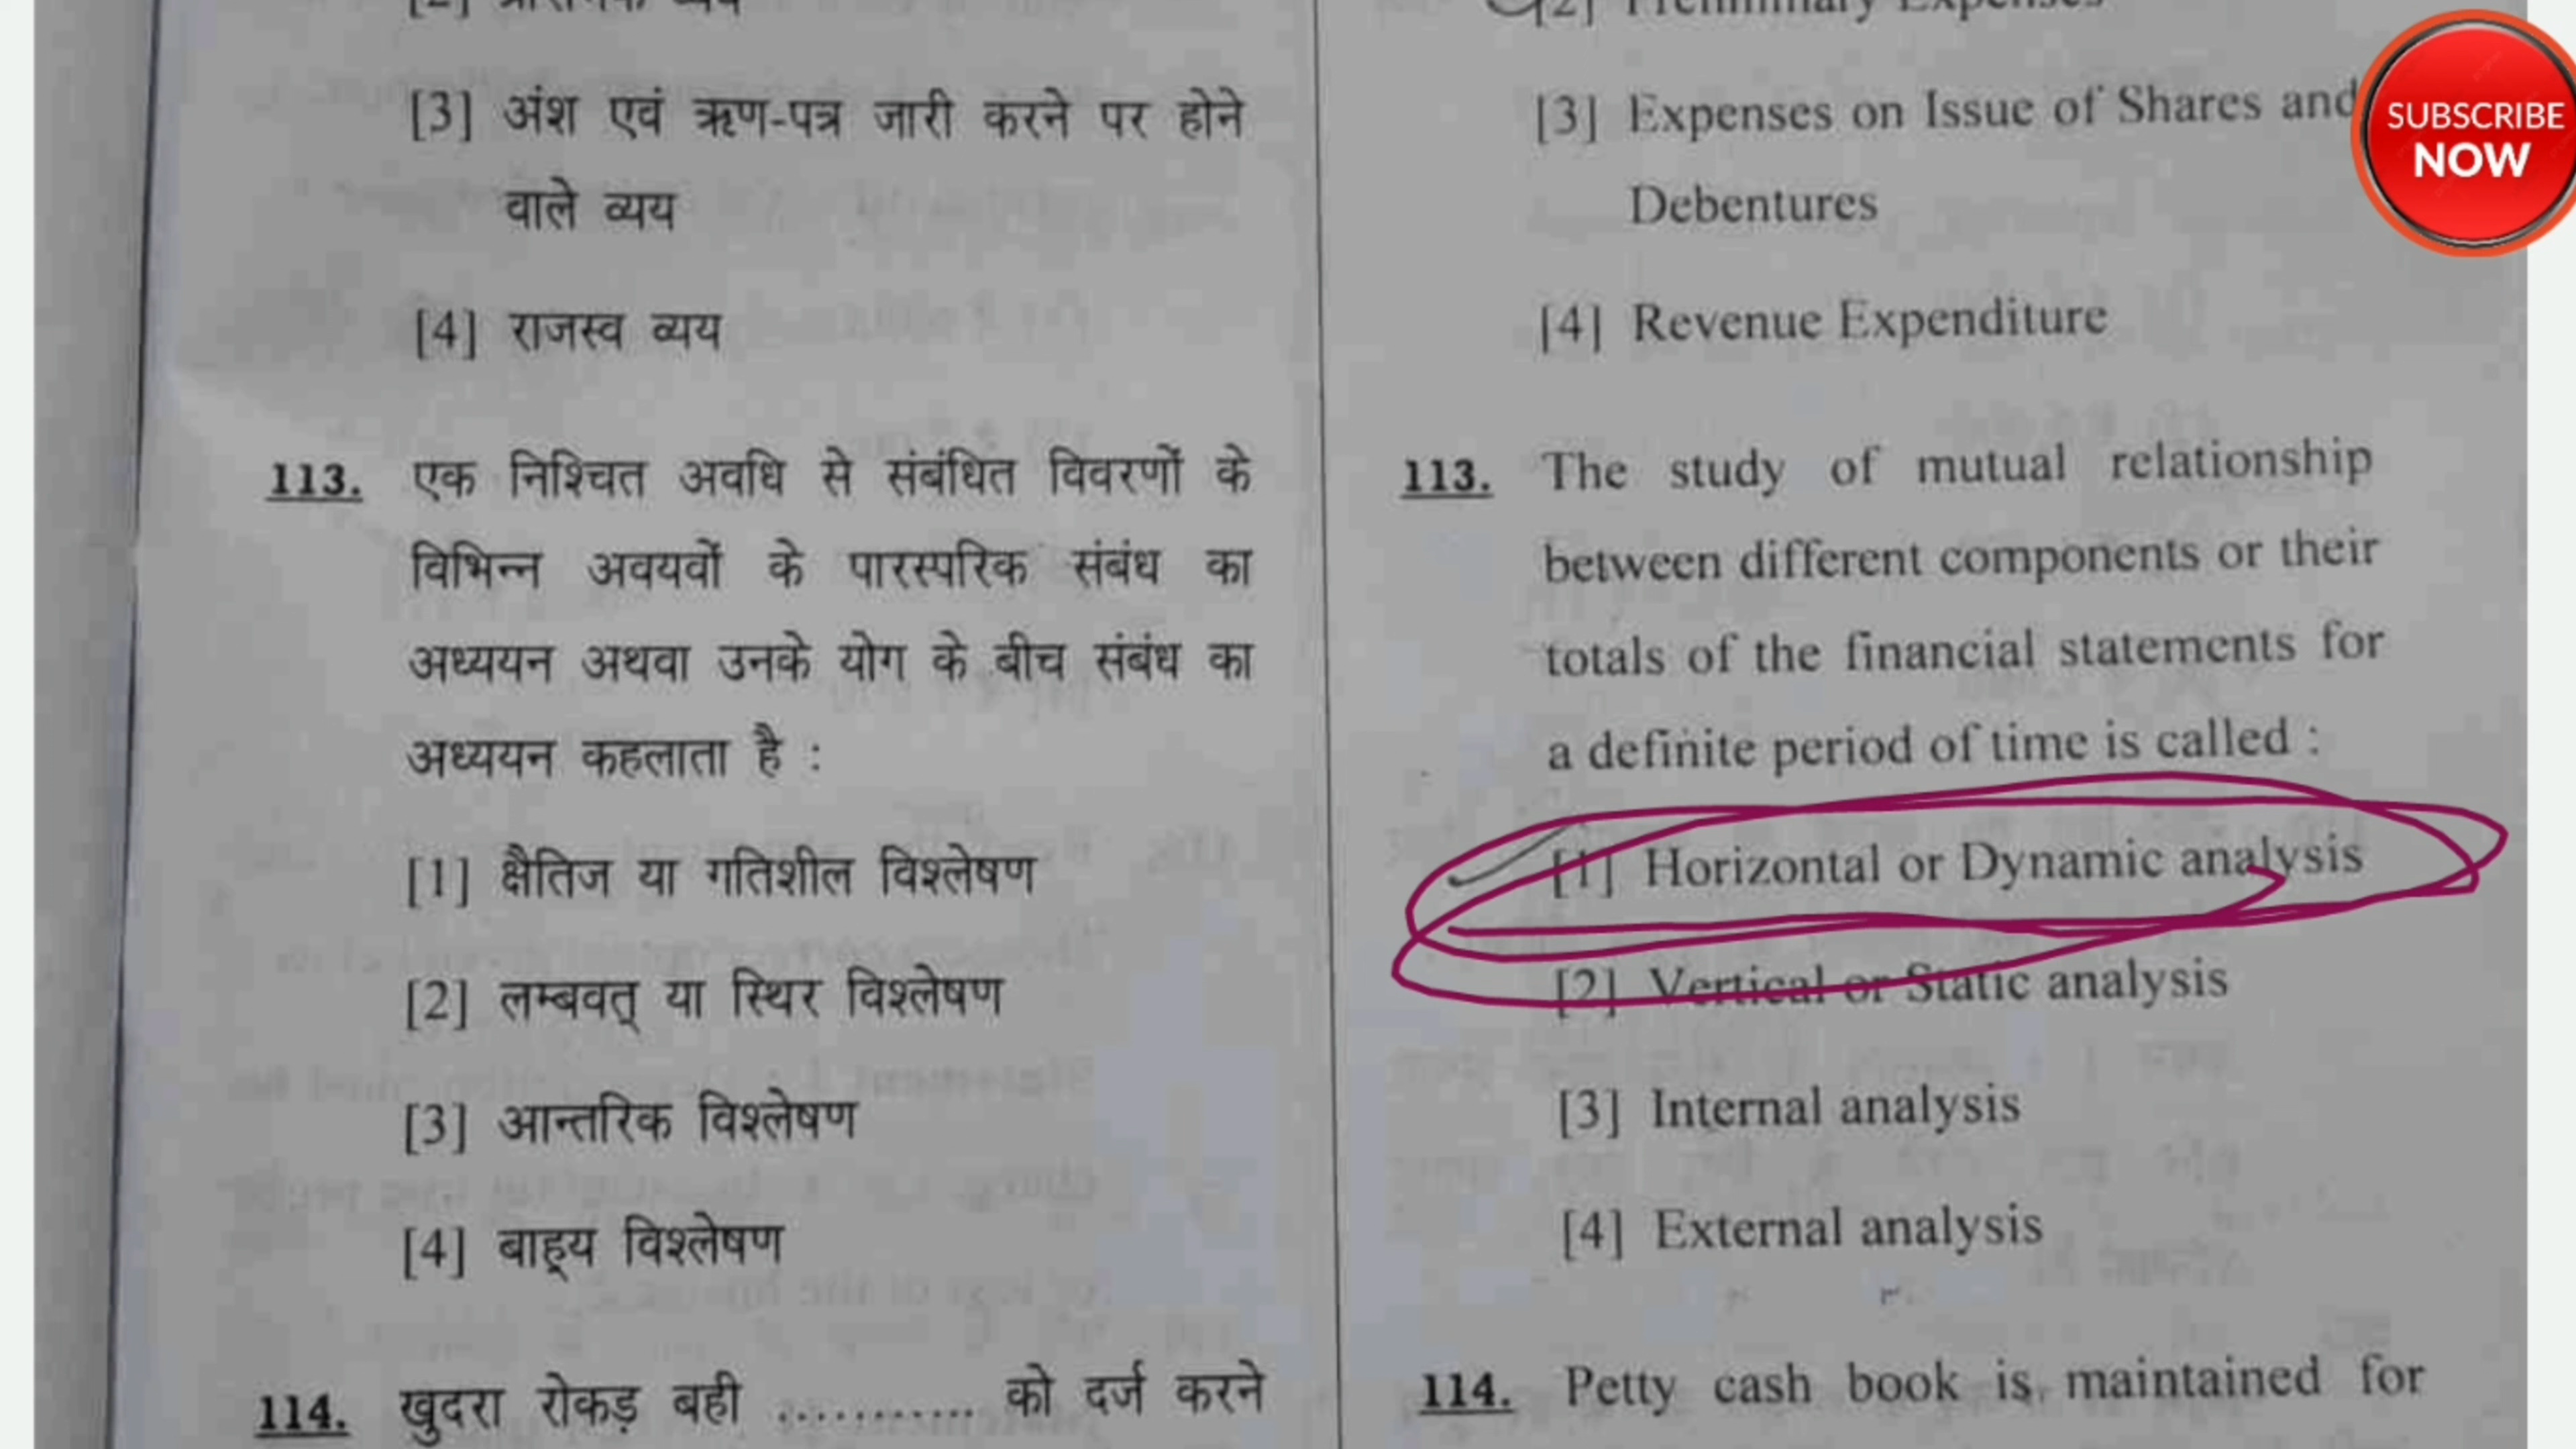 [3] अंश एवं ऋण-पत्र जारी करने पर होने
वाले व्यय
[4] राजस्व व्यय
113. एक निश्चित अवधि से संबंधित विवरणों के
विभिन्न अवयवों के पारस्परिक संबंध का
अध्ययन अथवा उनके योग के बीच संबंध का
अध्ययन कहलाता है :
[1] क्षैतिज या गतिशील विश्लेषण
[2] लम्बवत् या स्थिर विश्लेषण
[3] आन्तरिक विश्लेषण
[4] बाह्य विश्लेषण
114. खुदरा रोकड़ बही ........... को दर्ज करने
[2] Preliminary Expenses
[3] Expenses on Issue of Shares and
Debentures
[4] Revenue Expenditure
113. The study of mutual relationship
between different components or their
totals of the financial statements for
a definite period of time is called :
[1] Horizontal or Dynamic analysis
[2] Vertical or Static analysis
[3] Internal analysis
[4] External analysis
114. Petty cash book is maintained for
SUBSCRIBE
NOW